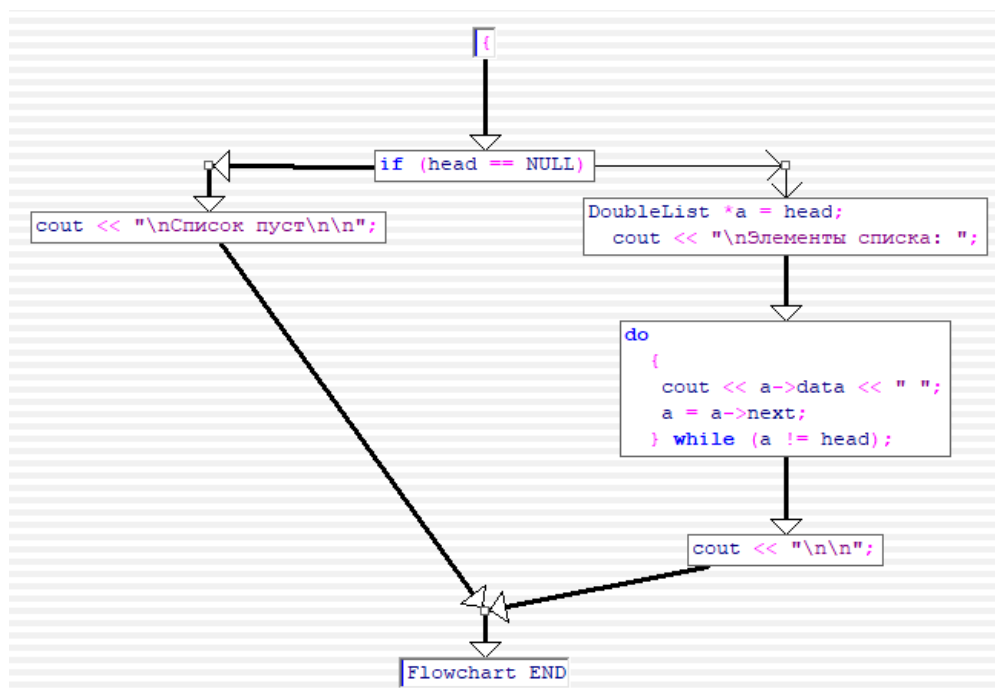 {
if (head == NULL)
cout << "\nСписок пуст\n\n";
DoubleList *a = head;
cout << "\nЭлементы списка: ";
do
{
cout << a->data << " ";
a = a->next;
} while (a != head);
cout << "\n\n";
Flowchart END